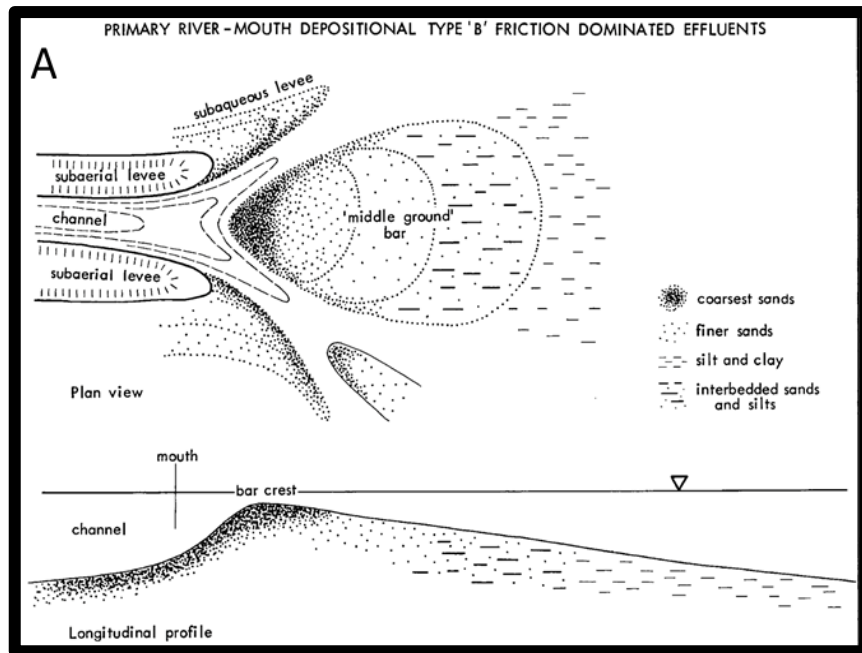 PRIMARY RIVER-MOUTH DEPOSITIONAL TYPE 'B' FRICTION DOMINATED EFFLUENTS
A
subaqueous levee
subaerial levee
channel
'middle ground'
bar
subaerial levee
coarsest sands
finer sands
silt and clay
interbedded sands
and silts
Plan view
mouth
bar crest
channel
Longitudinal profile